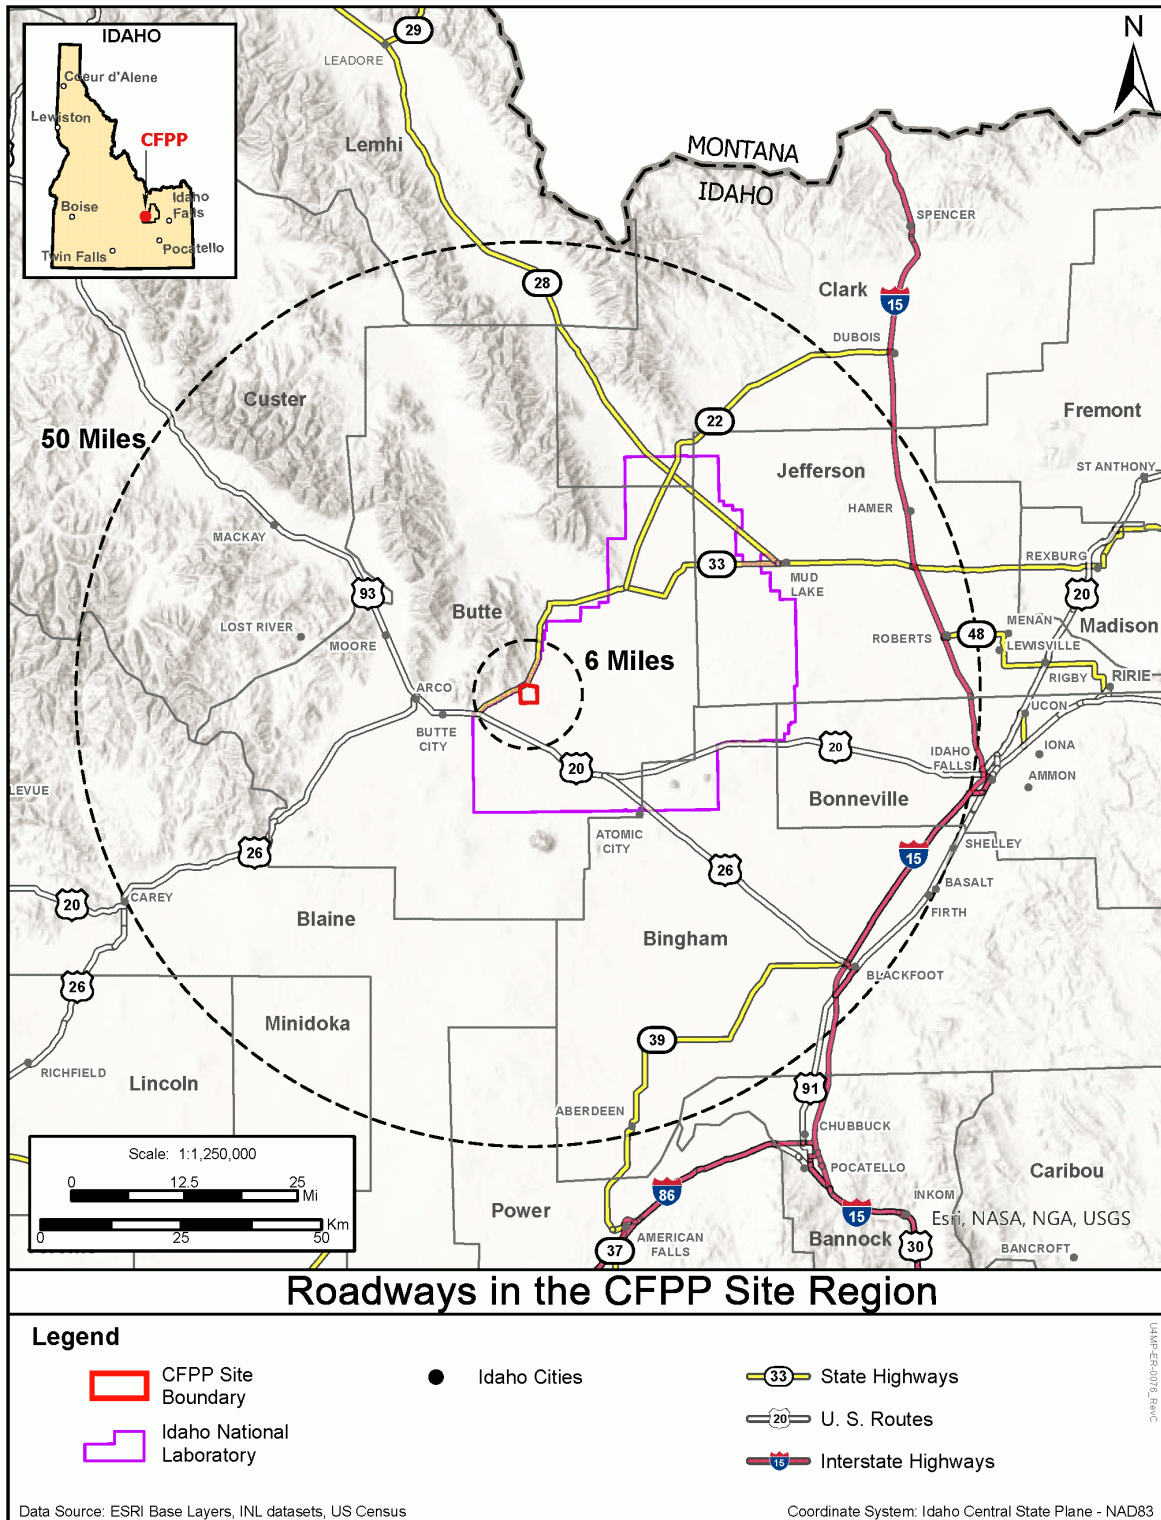 IDAHO
Coeur d'Alene
Lewiston
CFPP
Boise
Idaho
Falls
Twin Falls
Pocatello
29
LEADORE
N
Lemhi
MONTANA
IDAHO
SPENCER
28
Clark
15
DUBOIS
Custer
50 Miles
22
Fremont
Jefferson
ST ANTHONY
HAMER
MACKAY
33
REXBURG
MUD
LAKE
93
20
Butte
LOST RIVER
MOORE
ROBERTS
48
MENAN
Madison
LEWISVILLE
6 Miles
RIGBY
RIRIE
ARCO
UCON
BUTTE
CITY
20
20
IDAHO
FALLS
IONA
AMMON
LEVUE
Bonneville
ATOMIC
CITY
26
15
SHELLEY
26
BASALT
FIRTH
20
CAREY
Blaine
Bingham
BLACKFOOT
26
Minidoka
39
RICHFIELD
Lincoln
91
ABERDEEN
CHUBBUCK
Scale: 1:1,250,000
0 12.5 25
Mi
Km
0 25 50
POCATELLO
Caribou
86
INKOM
Power
15
Esri, NASA, NGA, USGS
AMERICAN
FALLS
Bannock
37
30
BANCROFT
Roadways in the CFPP Site Region
Legend
CFPP Site
Boundary
Idaho National
Laboratory
Idaho Cities
33
State Highways
20
U. S. Routes
15
Interstate Highways
U4MP-ER-0076_RevC
Data Source: ESRI Base Layers, INL datasets, US Census
Coordinate System: Idaho Central State Plane - NAD83